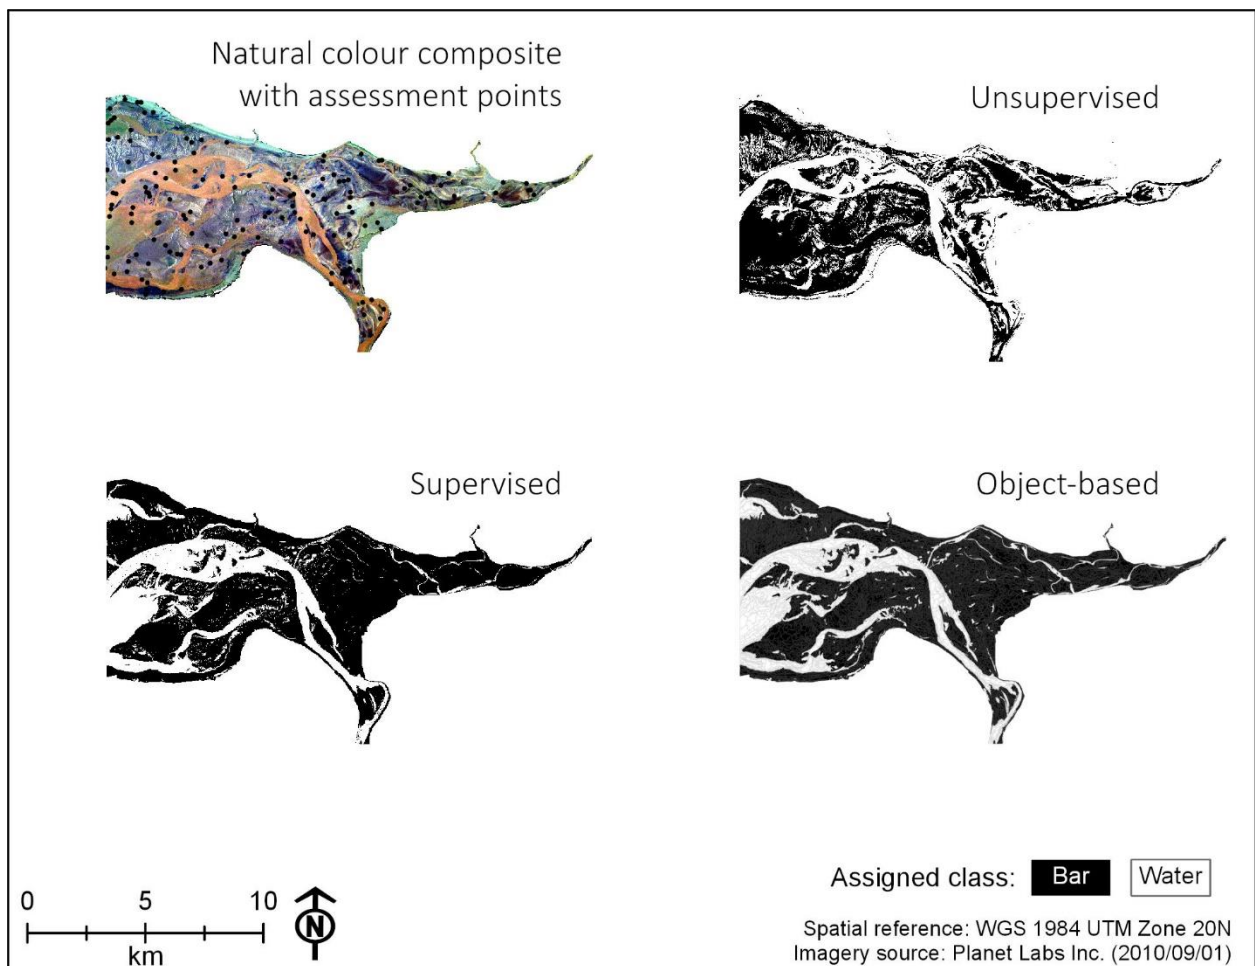 Natural colour composite
with assessment points
Unsupervised
Supervised
Object-based
Assigned class: Bar Water
0 5 10
km
N
Spatial reference: WGS 1984 UTM Zone 20N
Imagery source: Planet Labs Inc. (2010/09/01)